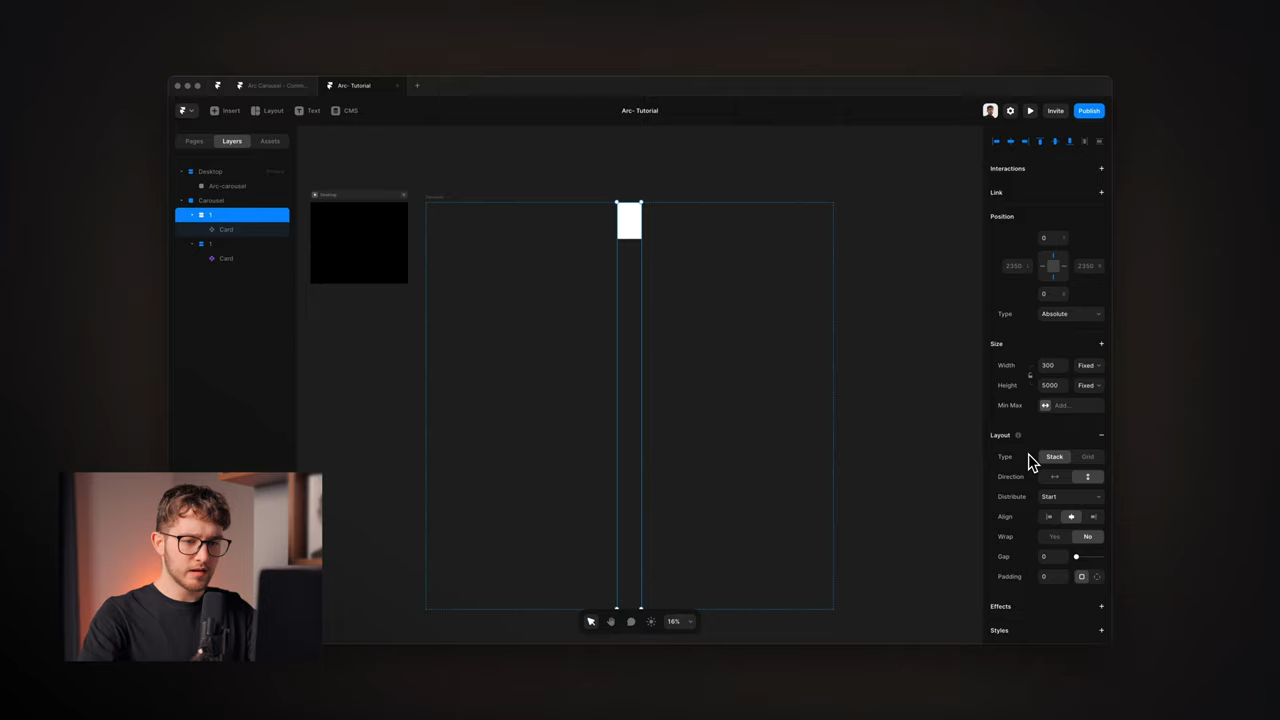 Arc Carousel - Comm...
Arc- Tutorial
Insert
Layout
Text
CMS
Arc- Tutorial
Invite
Publish
Pages
Layers
Assets
Desktop
Arc-carousel
Carousel
1
Card
1
Card
Desktop
Interactions
Link
Position
0
2350
2350
0
Type
Absolute
Size
Width
300
Fixed
Height
5000
Fixed
Min Max
Add...
Layout
Type
Stack
Grid
Direction
Distribute
Start
Align
Wrap
Yes
No
Gap
0
Padding
0
Effects
Styles
16%